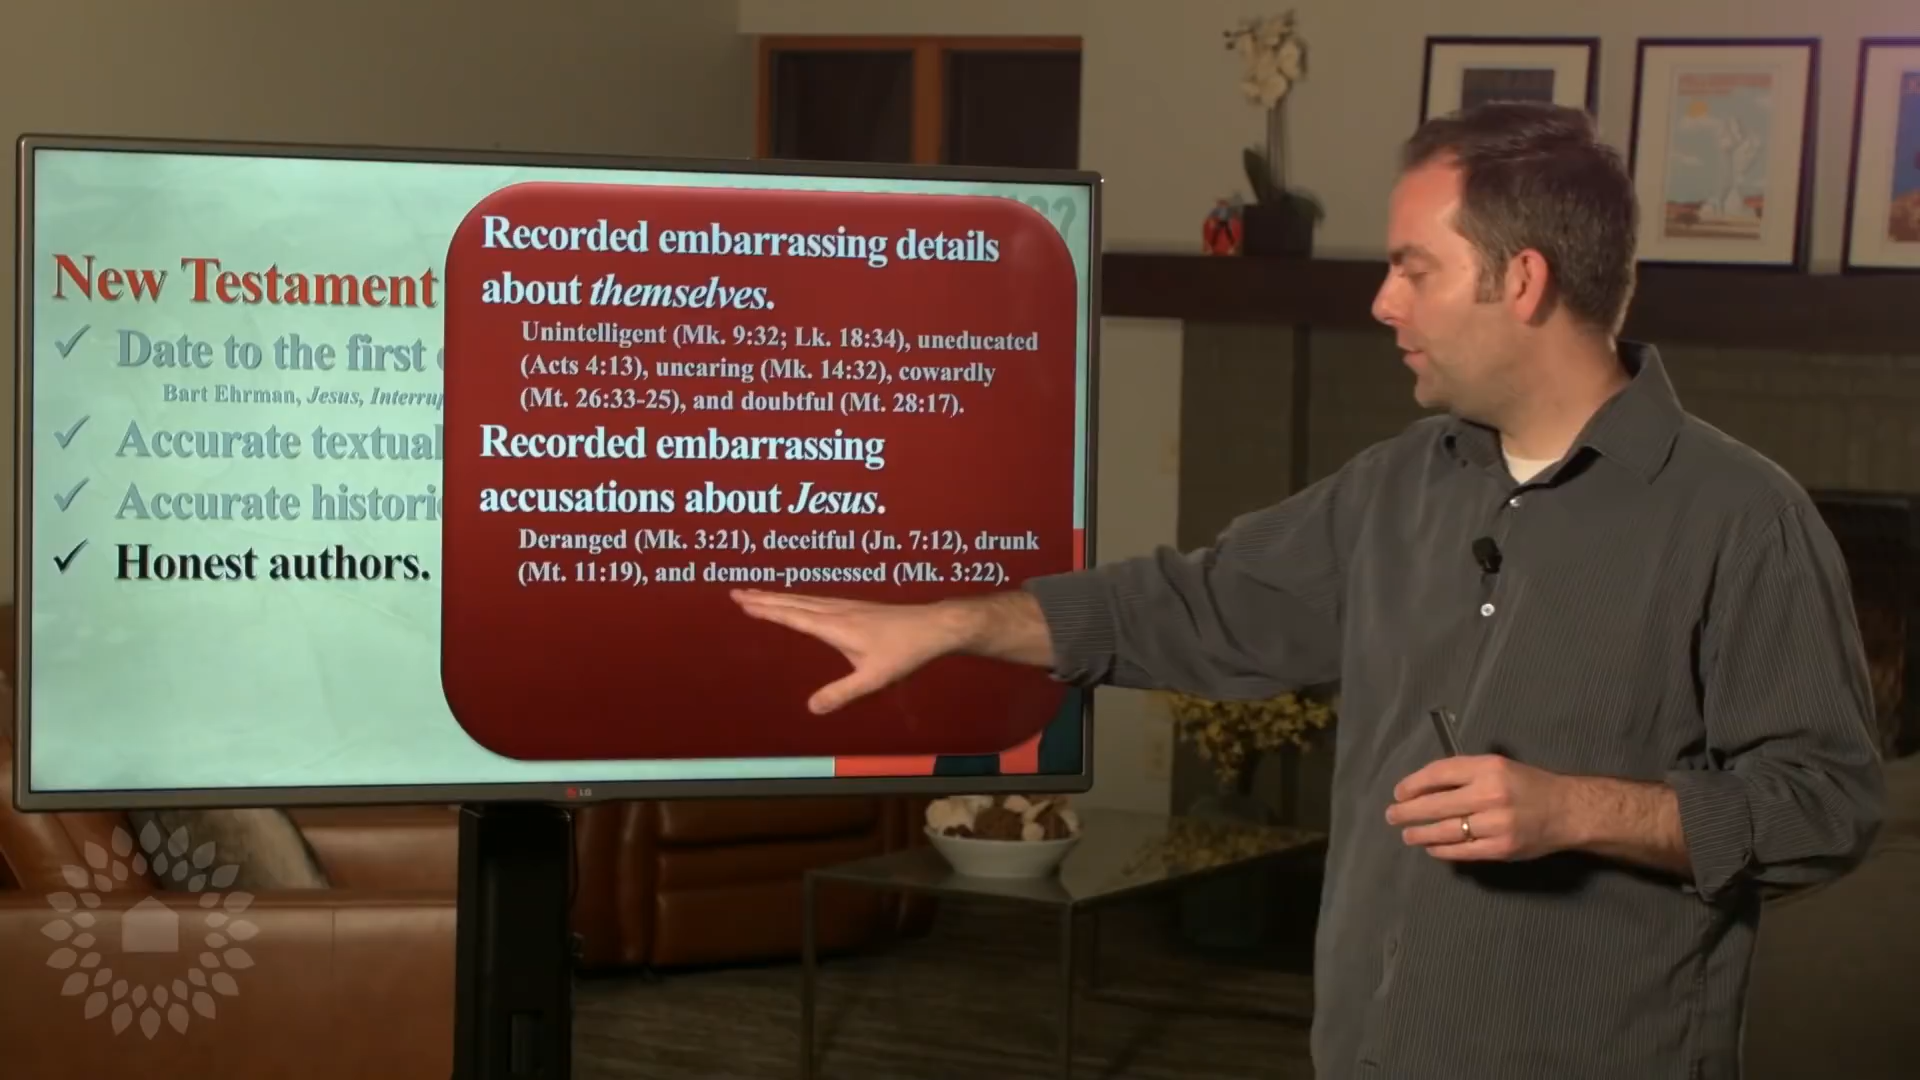 New Testament
✓ Date to the first
Bart Ehrman, Jesus, Interrup
✓ Accurate textual
✓ Accurate histori
✓ Honest authors.
Recorded embarrassing details
about themselves.
Unintelligent (Mk. 9:32; Lk. 18:34), uneducated
(Acts 4:13), uncaring (Mk. 14:32), cowardly
(Mt. 26:33-25), and doubtful (Mt. 28:17).
Recorded embarrassing
accusations about Jesus.
Deranged (Mk. 3:21), deceitful (Jn. 7:12), drunk
(Mt. 11:19), and demon-possessed (Mk. 3:22).
LG